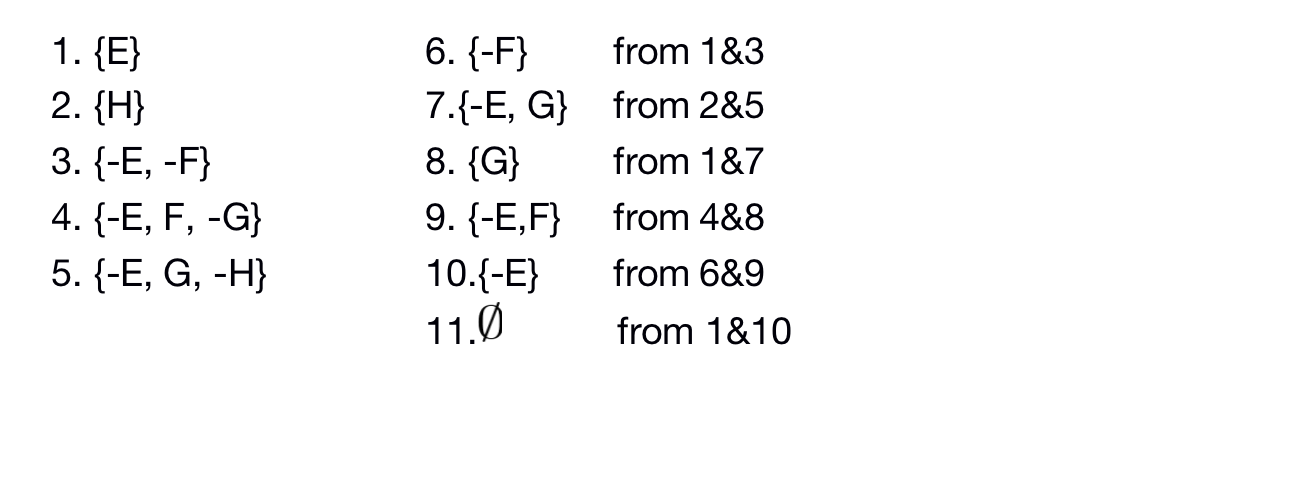 1. {E}
2. {H}
3. {-E, -F}
4. {-E, F, -G}
5. {-E, G, -H}
6. {-F} from 1&3
7.{-E, G} from 2&5
8. {G} from 1&7
9. {-E,F} from 4&8
10.{-E} from 6&9
11.∅ from 1&10